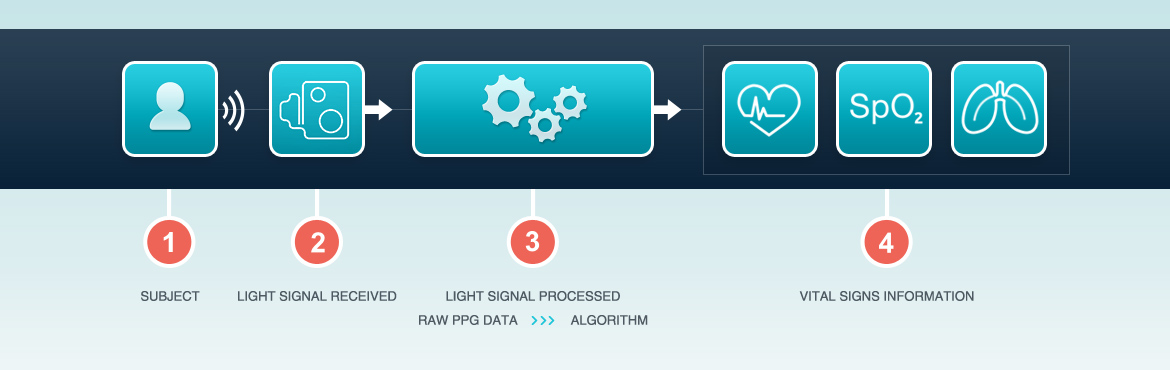 SpO₂
1
2
3
4
SUBJECT
LIGHT SIGNAL RECEIVED
LIGHT SIGNAL PROCESSED
RAW PPG DATA >>> ALGORITHM
VITAL SIGNS INFORMATION